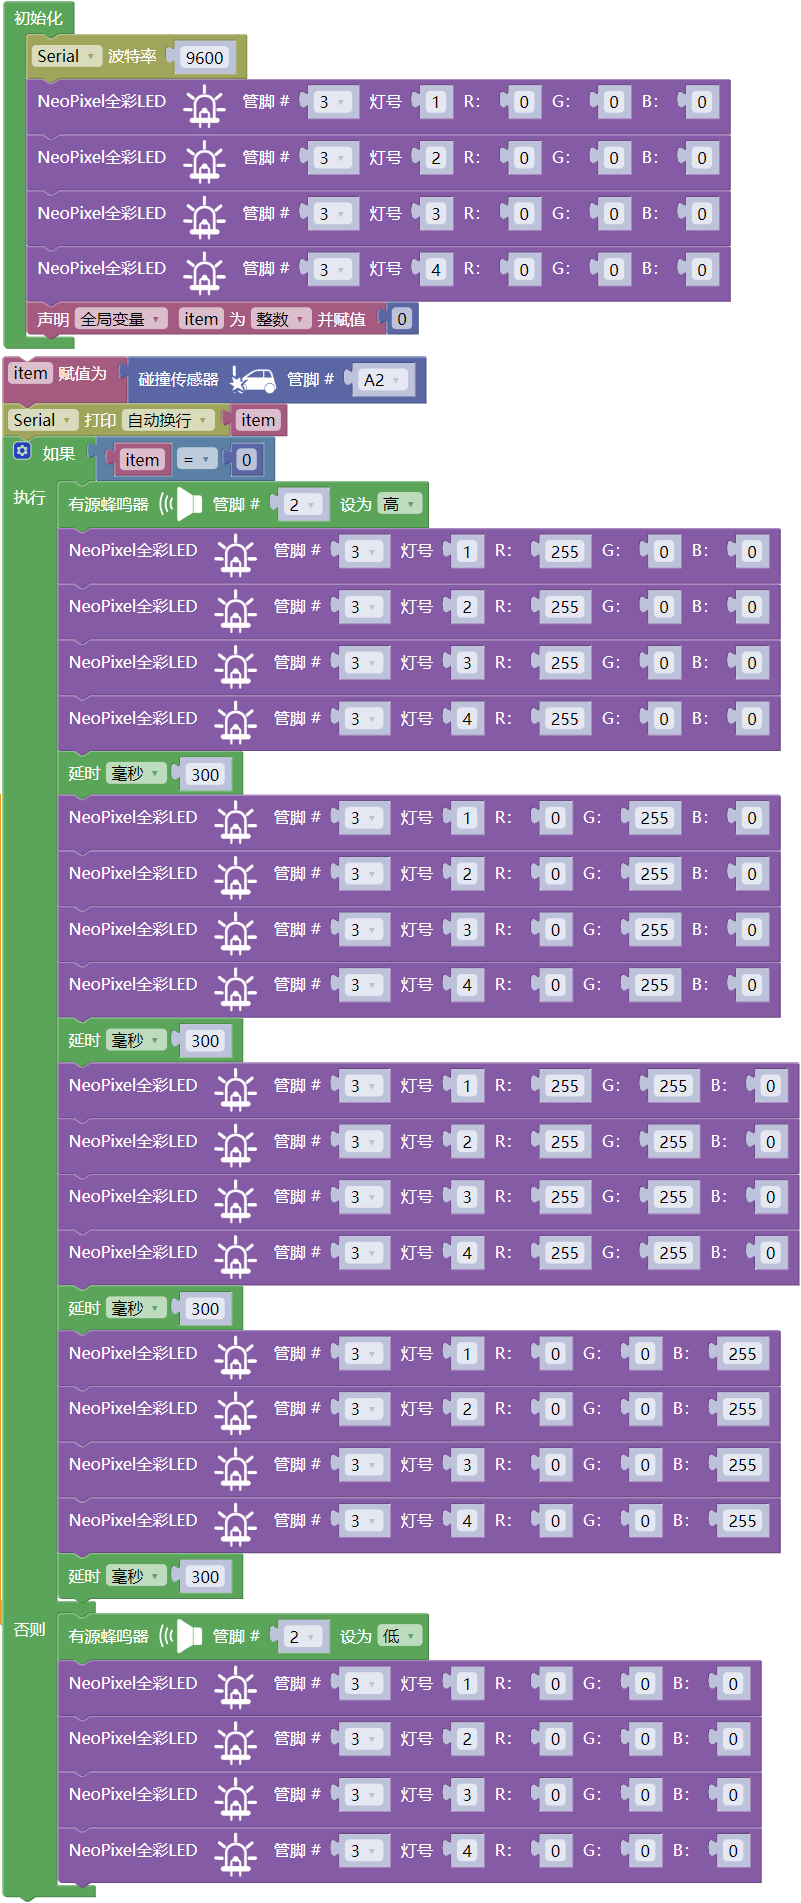 初始化
Serial 波特率 9600
NeoPixel全彩LED 管脚 # 3 灯号 1 R: 0 G: 0 B: 0
NeoPixel全彩LED 管脚 # 3 灯号 2 R: 0 G: 0 B: 0
NeoPixel全彩LED 管脚 # 3 灯号 3 R: 0 G: 0 B: 0
NeoPixel全彩LED 管脚 # 3 灯号 4 R: 0 G: 0 B: 0
声明 全局变量 item 为 整数 并赋值 0
item 赋值为 碰撞传感器 管脚 # A2
Serial 打印 自动换行 item
如果 item = 0
执行 有源蜂鸣器 管脚 # 2 设为 高
NeoPixel全彩LED 管脚 # 3 灯号 1 R: 255 G: 0 B: 0
NeoPixel全彩LED 管脚 # 3 灯号 2 R: 255 G: 0 B: 0
NeoPixel全彩LED 管脚 # 3 灯号 3 R: 255 G: 0 B: 0
NeoPixel全彩LED 管脚 # 3 灯号 4 R: 255 G: 0 B: 0
延时 毫秒 300
NeoPixel全彩LED 管脚 # 3 灯号 1 R: 0 G: 255 B: 0
NeoPixel全彩LED 管脚 # 3 灯号 2 R: 0 G: 255 B: 0
NeoPixel全彩LED 管脚 # 3 灯号 3 R: 0 G: 255 B: 0
NeoPixel全彩LED 管脚 # 3 灯号 4 R: 0 G: 255 B: 0
延时 毫秒 300
NeoPixel全彩LED 管脚 # 3 灯号 1 R: 255 G: 255 B: 0
NeoPixel全彩LED 管脚 # 3 灯号 2 R: 255 G: 255 B: 0
NeoPixel全彩LED 管脚 # 3 灯号 3 R: 255 G: 255 B: 0
NeoPixel全彩LED 管脚 # 3 灯号 4 R: 255 G: 255 B: 0
延时 毫秒 300
NeoPixel全彩LED 管脚 # 3 灯号 1 R: 0 G: 0 B: 255
NeoPixel全彩LED 管脚 # 3 灯号 2 R: 0 G: 0 B: 255
NeoPixel全彩LED 管脚 # 3 灯号 3 R: 0 G: 0 B: 255
NeoPixel全彩LED 管脚 # 3 灯号 4 R: 0 G: 0 B: 255
延时 毫秒 300
否则 有源蜂鸣器 管脚 # 2 设为 低
NeoPixel全彩LED 管脚 # 3 灯号 1 R: 0 G: 0 B: 0
NeoPixel全彩LED 管脚 # 3 灯号 2 R: 0 G: 0 B: 0
NeoPixel全彩LED 管脚 # 3 灯号 3 R: 0 G: 0 B: 0
NeoPixel全彩LED 管脚 # 3 灯号 4 R: 0 G: 0 B: 0